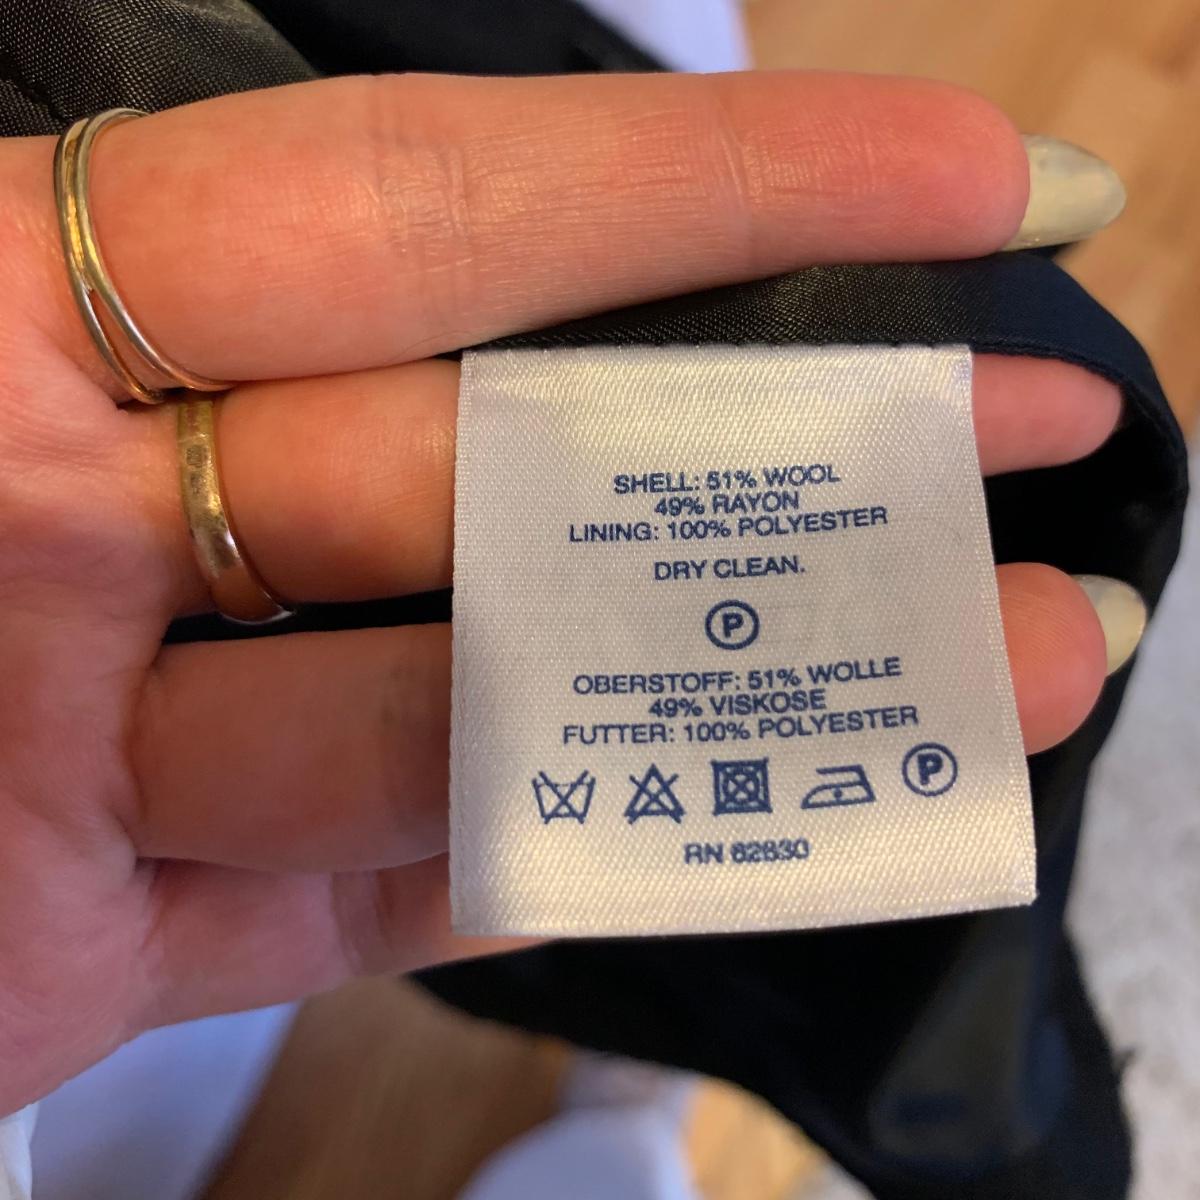 SHELL: 51% WOOL
49% RAYON
LINING: 100% POLYESTER
DRY CLEAN.
P
OBERSTOFF: 51% WOLLE
49% VISKOSE
FUTTER: 100% POLYESTER
P
RN 62830